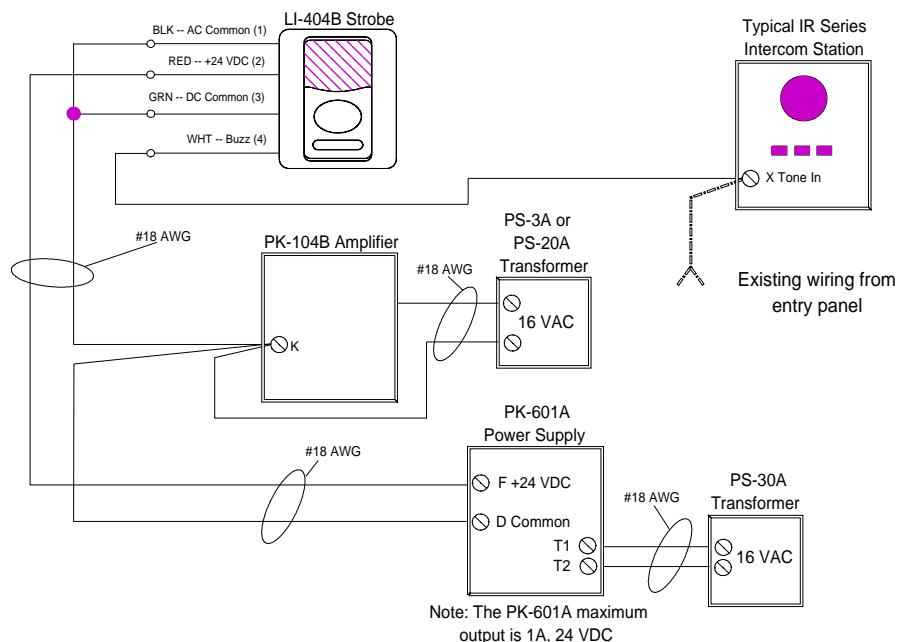 LI-404B Strobe
BLK -- AC Common (1)
RED -- +24 VDC (2)
GRN -- DC Common (3)
WHT -- Buzz (4)
Typical IR Series
Intercom Station
X Tone In
Existing wiring from
entry panel
#18 AWG
PK-104B Amplifier
K
#18 AWG
PS-3A or
PS-20A
Transformer
16 VAC
PK-601A
Power Supply
#18 AWG
F +24 VDC
D Common
T1
T2
#18 AWG
PS-30A
Transformer
16 VAC
Note: The PK-601A maximum
output is 1A, 24 VDC